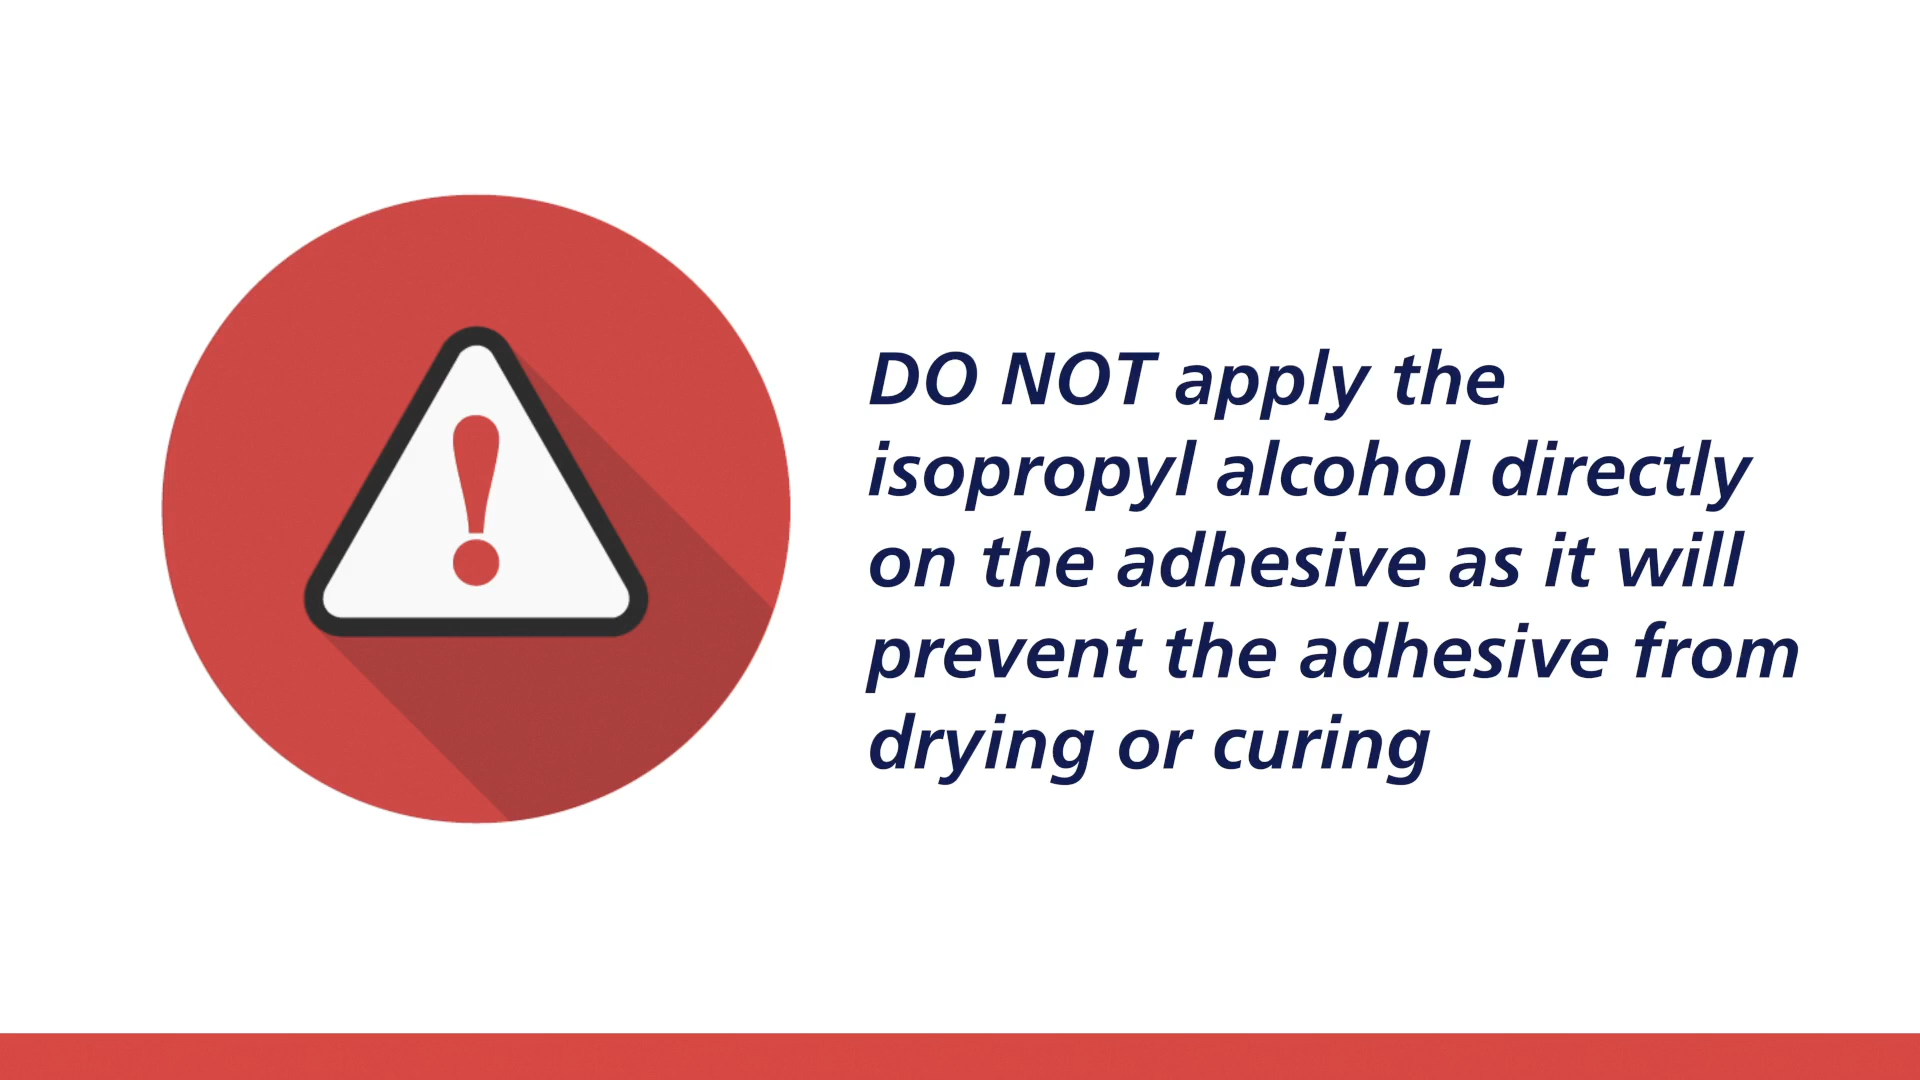 DO NOT apply the
isopropyl alcohol directly
on the adhesive as it will
prevent the adhesive from
drying or curing